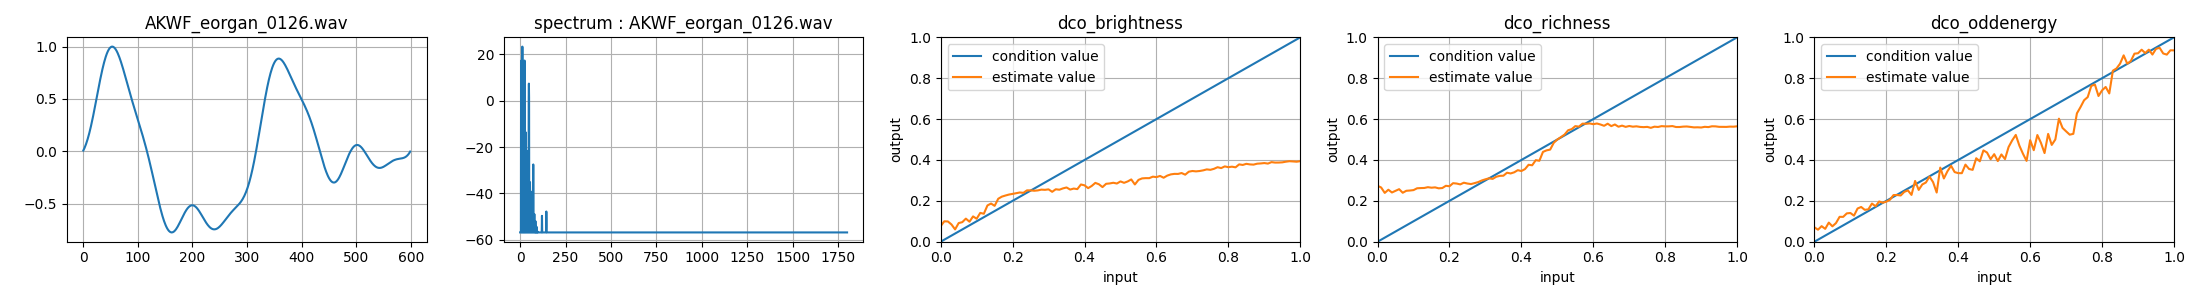 AKWF_eorgan_0126.wav
1.0
0.5
0.0
−0.5
0 100 200 300 400 500 600
spectrum : AKWF_eorgan_0126.wav
20
0
−20
−40
−60
0 250 500 750 1000 1250 1500 1750
dco_brightness
condition value
estimate value
output
1.0
0.8
0.6
0.4
0.2
0.0
0.0 0.2 0.4 0.6 0.8 1.0
input
dco_richness
condition value
estimate value
output
1.0
0.8
0.6
0.4
0.2
0.0
0.0 0.2 0.4 0.6 0.8 1.0
input
dco_oddenergy
condition value
estimate value
output
1.0
0.8
0.6
0.4
0.2
0.0
0.0 0.2 0.4 0.6 0.8 1.0
input